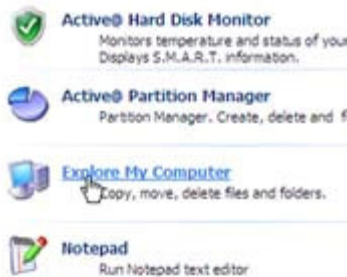 Active@ Hard Disk Monitor
Monitors temperature and status of your
Displays S.M.A.R.T. information.
Active@ Partition Manager
Partition Manager. Create, delete and f
Explore My Computer
Copy, move, delete files and folders.
Notepad
Run Notepad text editor